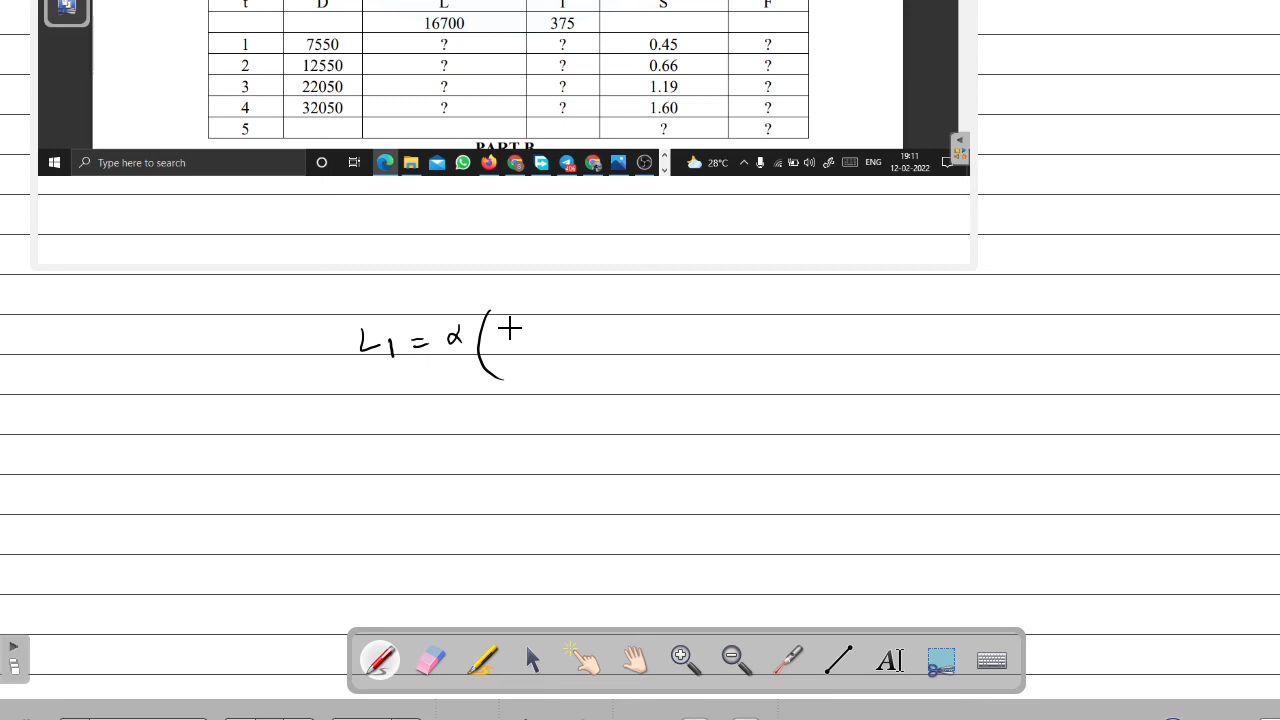 t D L T S F
16700 375
1 7550 ? ? 0.45 ?
2 12550 ? ? 0.66 ?
3 22050 ? ? 1.19 ?
4 32050 ? ? 1.60 ?
5 ? ?
PART B
Type here to search 28°C ENG 19:11
12-02-2022
L1 = α (
A